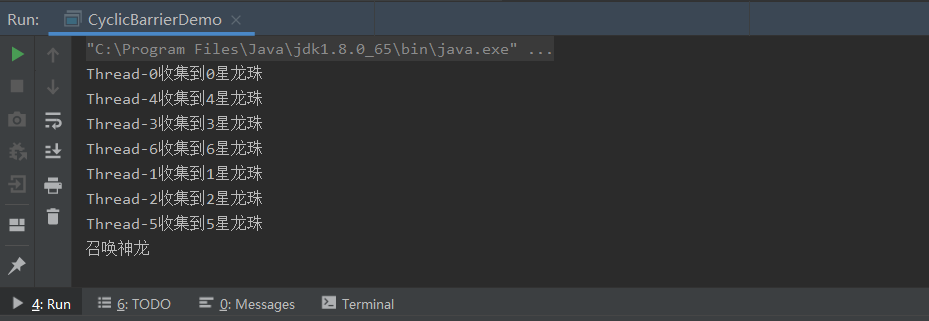 Run: CyclicBarrierDemo ×
"C:\Program Files\Java\jdk1.8.0_65\bin\java.exe" ...
Thread-0收集到0星龙珠
Thread-4收集到4星龙珠
Thread-3收集到3星龙珠
Thread-6收集到6星龙珠
Thread-1收集到1星龙珠
Thread-2收集到2星龙珠
Thread-5收集到5星龙珠
召唤神龙
4: Run 6: TODO 0: Messages Terminal